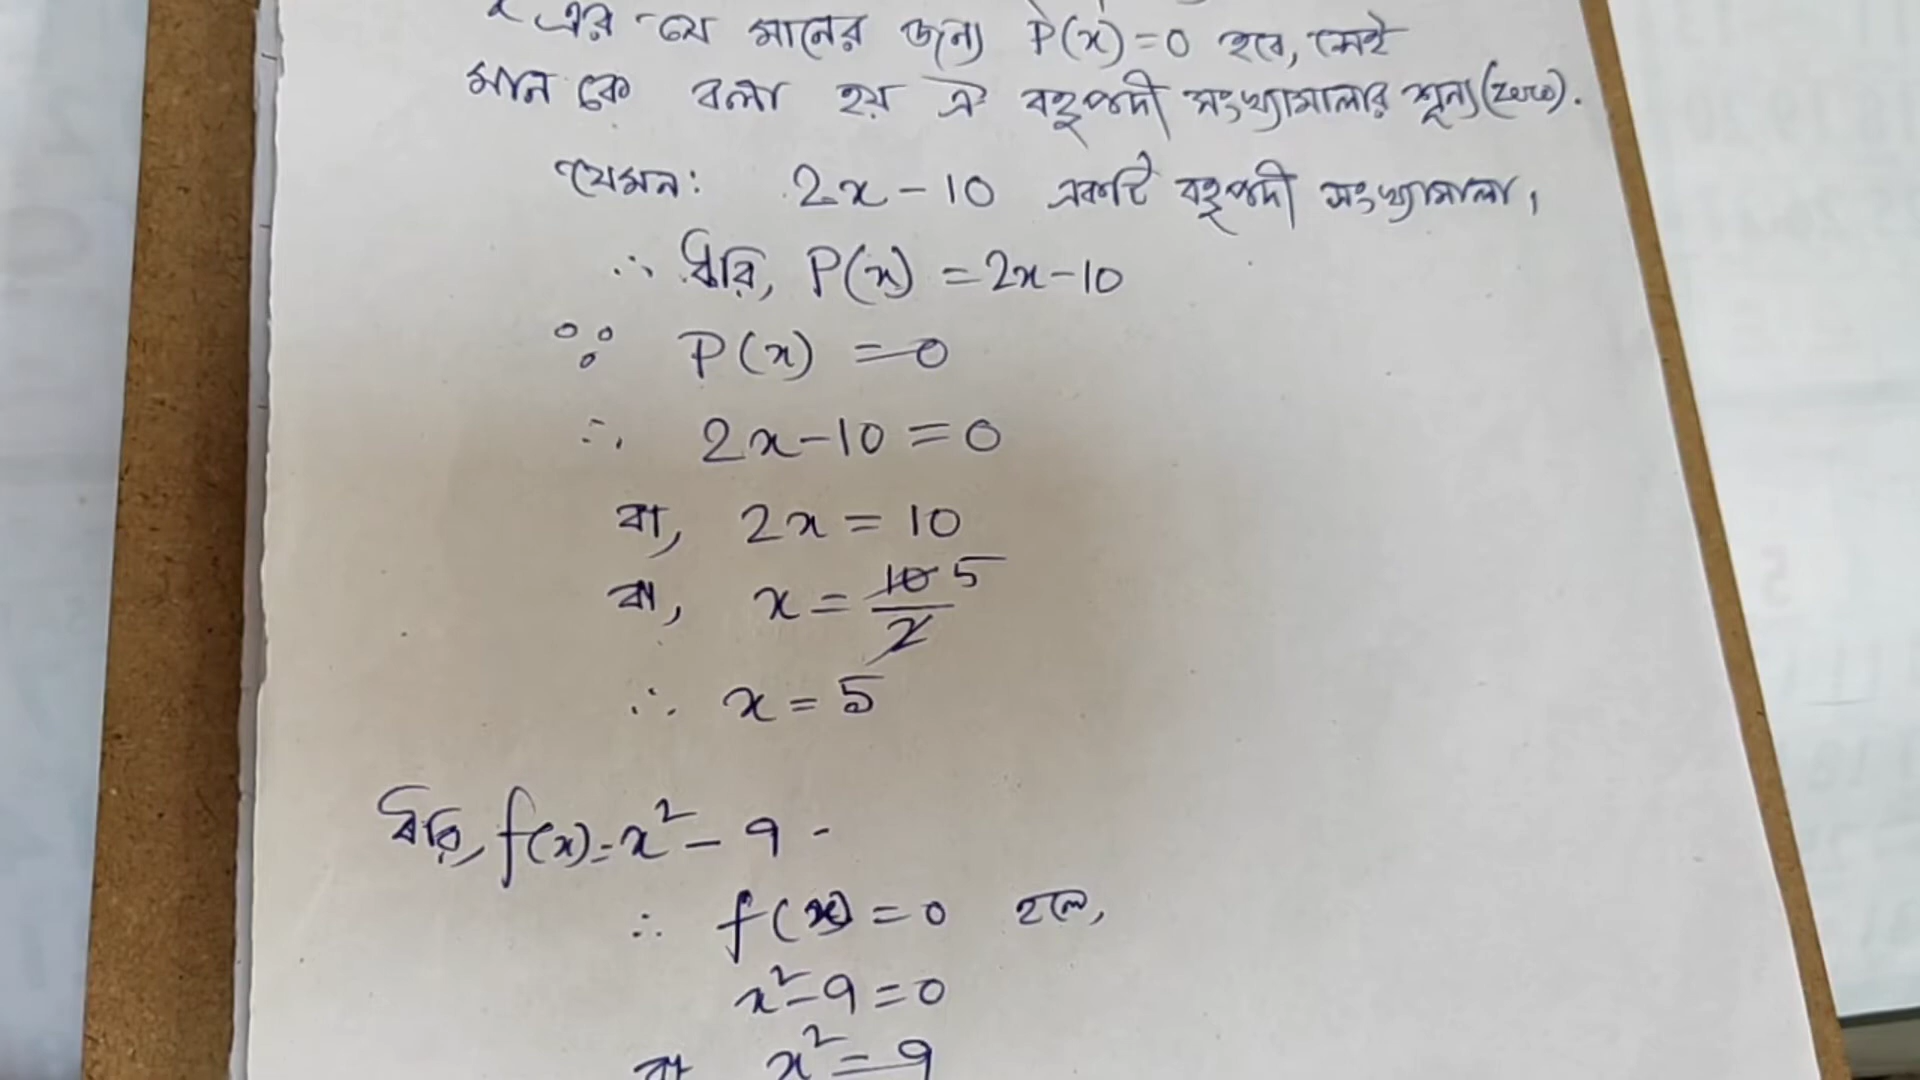 x এর যে মানের জন্য P(x)=0 হবে, সেই
মান কে বলা হয় ঐ বহুপদী সংখ্যামালার শূন্য (zero).
যেমন: 2x-10 একটি বহুপদী সংখ্যামালা,
∴ ধরি, P(x) = 2x-10
∵ P(x) = 0
∴ 2x-10 = 0
বা, 2x = 10
বা, x = 10/2 5
∴ x = 5
ধরি, f(x) = x² - 9 -
∴ f(x) = 0 হলে,
x²-9=0
বা x² = 9